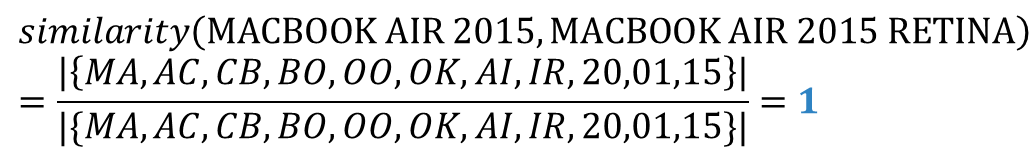 similarity(MACBOOK AIR 2015, MACBOOK AIR 2015 RETINA)
|{MA, AC, CB, BO, OO, OK, AI, IR, 20,01,15}|
= = 1
|{MA, AC, CB, BO, OO, OK, AI, IR, 20,01,15}|